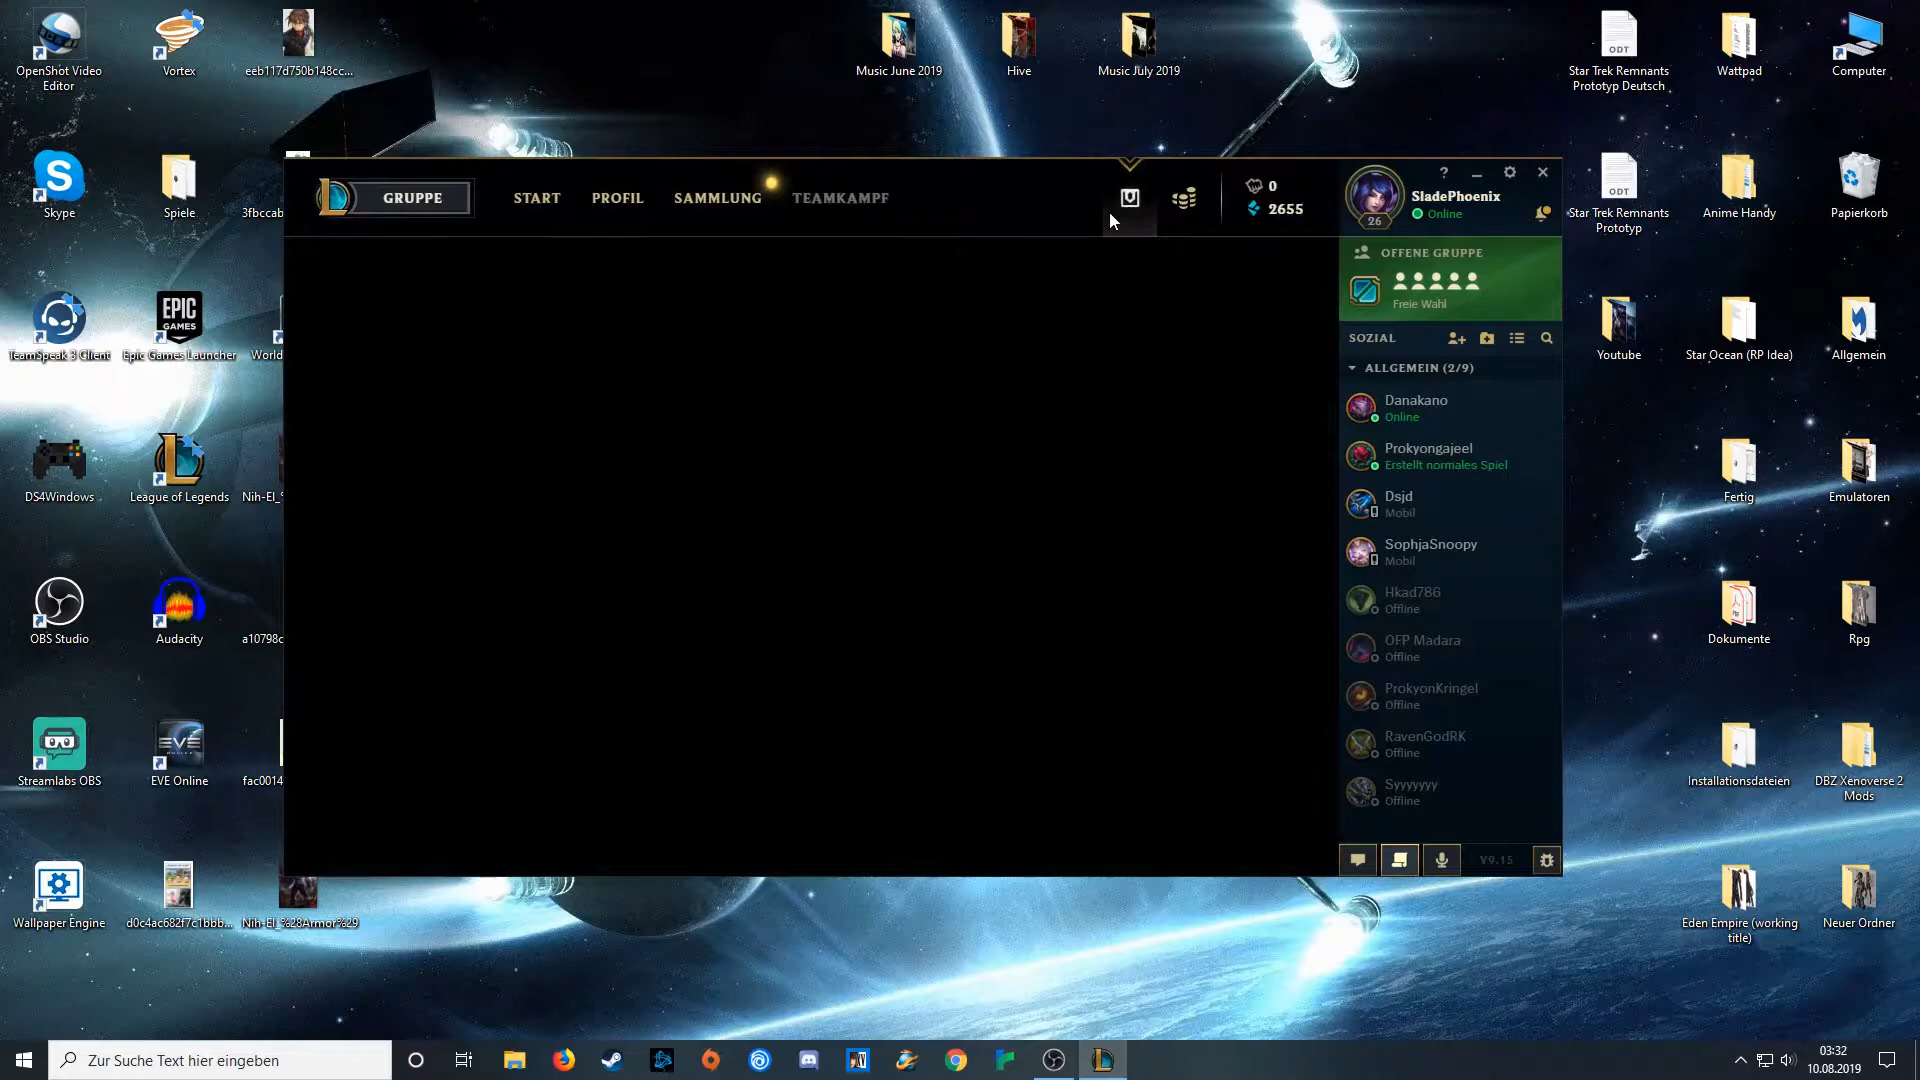 OpenShot Video
Editor
Vortex
eeb117d750b148cc...
Music June 2019
Hive
Music July 2019
ODT
Star Trek Remnants
Prototyp Deutsch
Wattpad
Computer
Skype
Spiele
3fbccab
ODT
Star Trek Remnants
Prototyp
Anime Handy
Papierkorb
GRUPPE
START
PROFIL
SAMMLUNG
TEAMKAMPF
0
2655
?
SladePhoenix
Online
26
OFFENE GRUPPE
Freie Wahl
SOZIAL
ALLGEMEIN (2/9)
Danakano
Online
Prokyongajeel
Erstellt normales Spiel
Dsjd
Mobil
SophjaSnoopy
Mobil
Hkad786
Offline
OFP Madara
Offline
ProkyonKringel
Offline
RavenGodRK
Offline
Syyyyyyy
Offline
V9.15
TeamSpeak 3 Client
EPIC
GAMES
Epic Games Launcher
World
Youtube
Star Ocean (RP Idea)
Allgemein
DS4Windows
League of Legends
Nih-El_%
Fertig
Emulatoren
OBS Studio
Audacity
a10798c
Dokumente
Rpg
Streamlabs OBS
EVE
EVE Online
fac0014
Installationsdateien
DBZ Xenoverse 2
Mods
Wallpaper Engine
d0c4ac682f7c1bbb...
Nih-El_%28Armor%29
Eden Empire (working
title)
Neuer Ordner
Zur Suche Text hier eingeben
03:32
10.08.2019